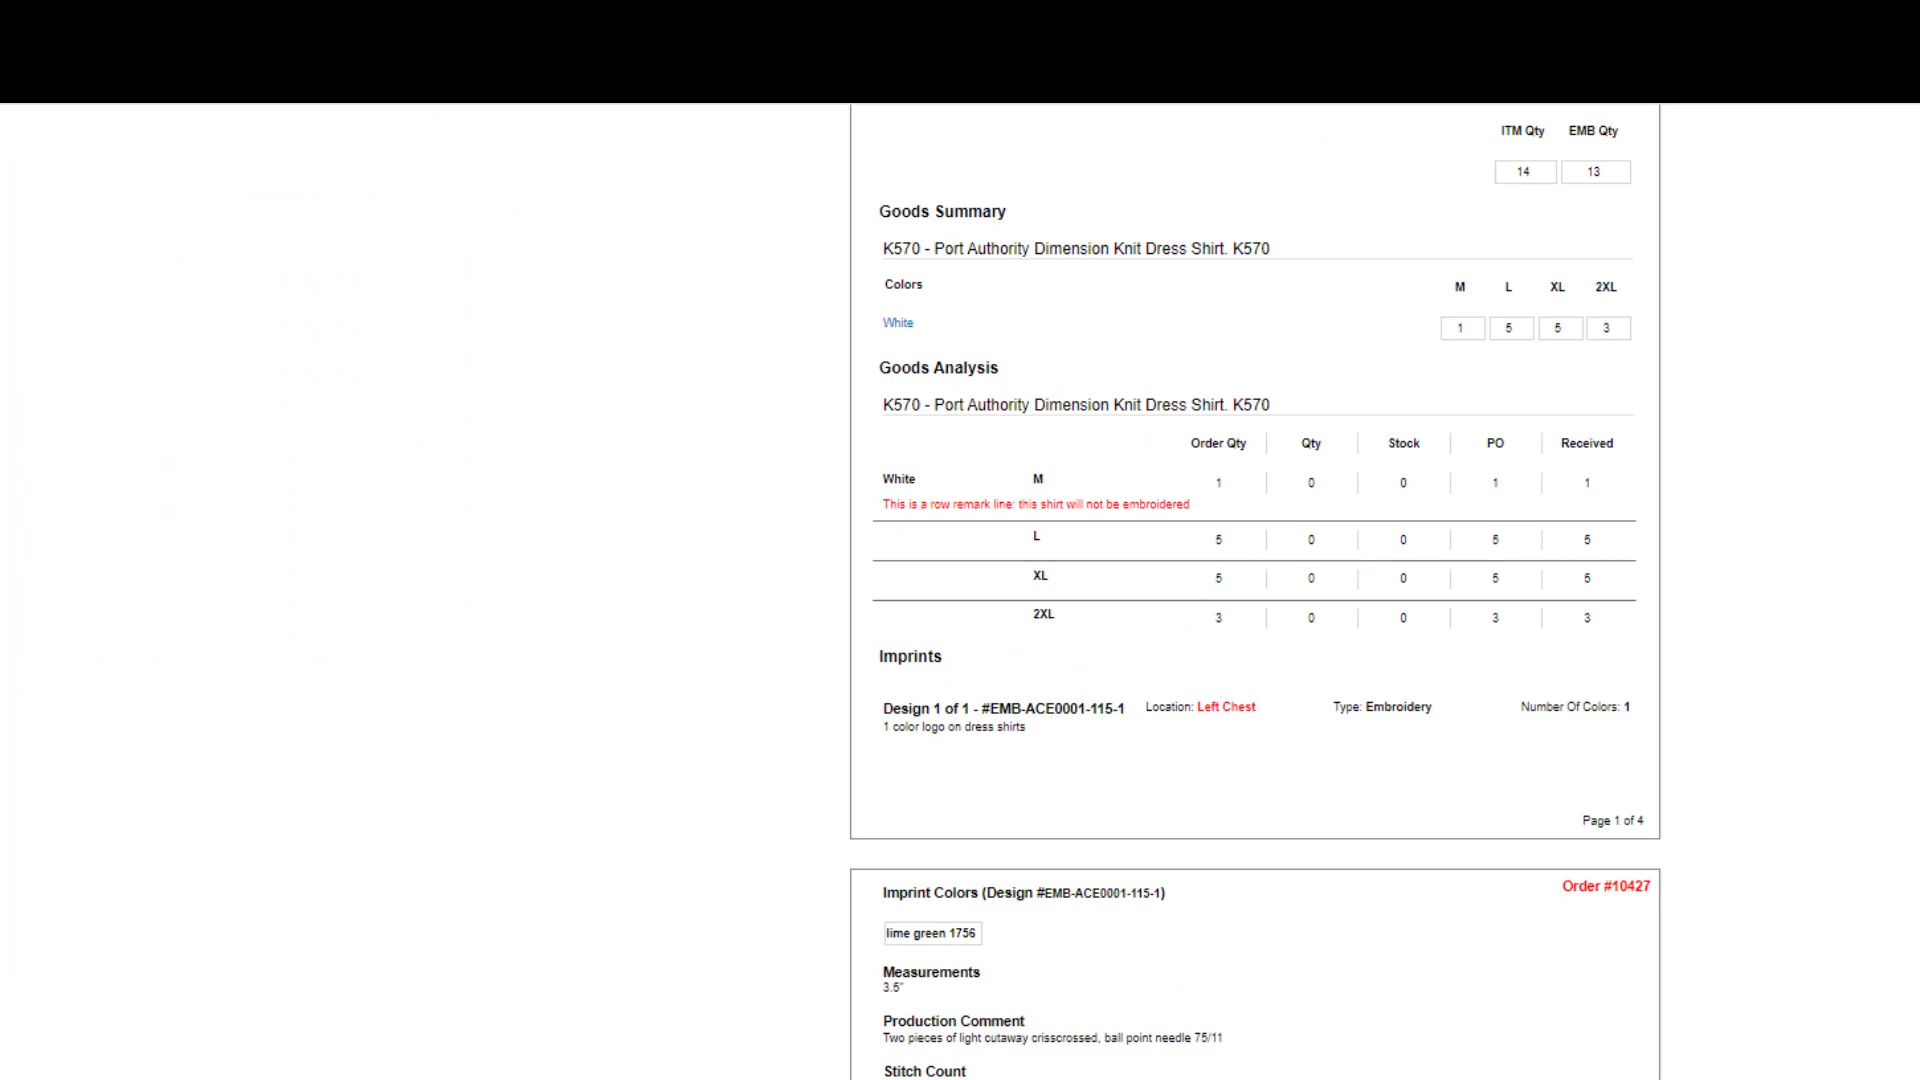 ITM Qty EMB Qty
14 13
Goods Summary
K570 - Port Authority Dimension Knit Dress Shirt. K570
Colors M L XL 2XL
White 1 5 5 3
Goods Analysis
K570 - Port Authority Dimension Knit Dress Shirt. K570
Order Qty Qty Stock PO Received
White M 1 0 0 1 1
This is a row remark line: this shirt will not be embroidered
L 5 0 0 5 5
XL 5 0 0 5 5
2XL 3 0 0 3 3
Imprints
Design 1 of 1 - #EMB-ACE0001-115-1 Location: Left Chest Type: Embroidery Number Of Colors: 1
1 color logo on dress shirts
Page 1 of 4
Imprint Colors (Design #EMB-ACE0001-115-1) Order #10427
lime green 1756
Measurements
3.5"
Production Comment
Two pieces of light cutaway crisscrossed, ball point needle 75/11
Stitch Count